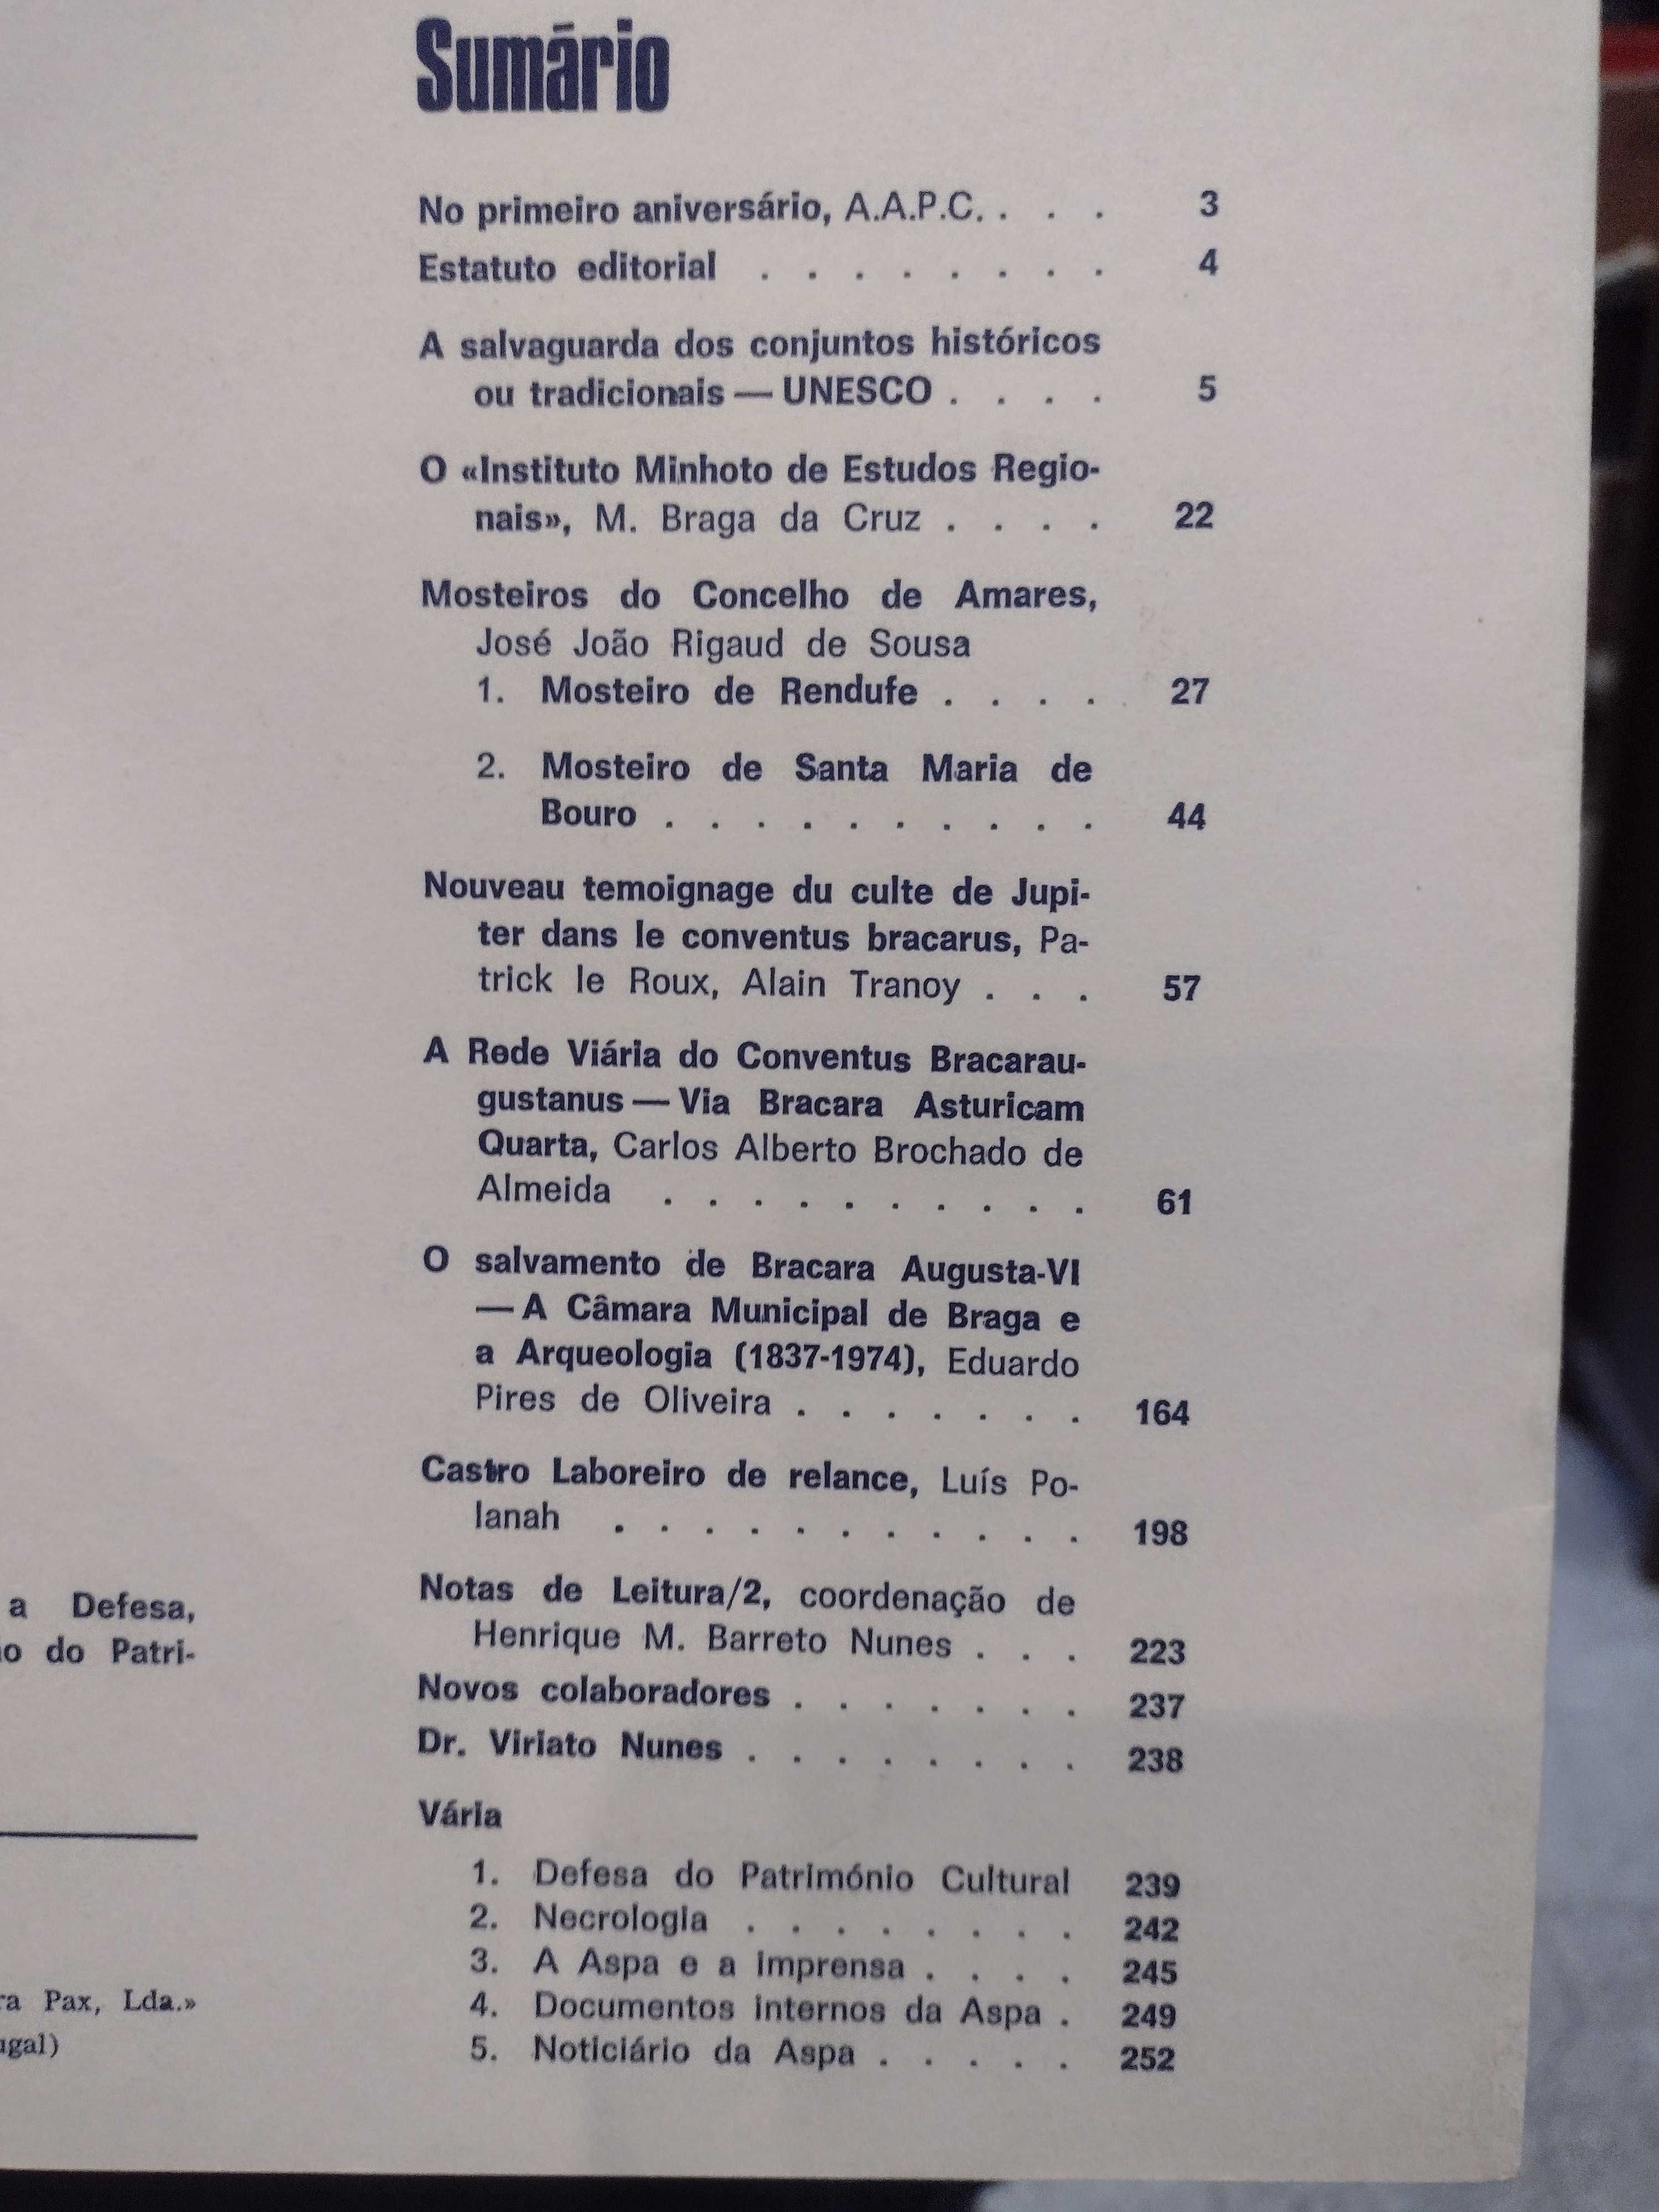 Sumário
No primeiro aniversário, A.A.P.C. . . . 3
Estatuto editorial . . . . . . . . 4
A salvaguarda dos conjuntos históricos
ou tradicionais — UNESCO . . . . 5
O «Instituto Minhoto de Estudos Regio-
nais», M. Braga da Cruz . . . . 22
Mosteiros do Concelho de Amares,
José João Rigaud de Sousa
1. Mosteiro de Rendufe . . . . 27
2. Mosteiro de Santa Maria de
Bouro . . . . . . . . . . 44
Nouveau temoignage du culte de Jupi-
ter dans le conventus bracarus, Pa-
trick le Roux, Alain Tranoy . . . 57
A Rede Viária do Conventus Bracarau-
gustanus — Via Bracara Asturicam
Quarta, Carlos Alberto Brochado de
Almeida . . . . . . . . . . 61
O salvamento de Bracara Augusta-VI
— A Câmara Municipal de Braga e
a Arqueologia (1837-1974), Eduardo
Pires de Oliveira . . . . . . . 164
Castro Laboreiro de relance, Luís Po-
lanah . . . . . . . . . . . 198
Notas de Leitura/2, coordenação de
Henrique M. Barreto Nunes . . . 223
Novos colaboradores . . . . . . . 237
Dr. Viriato Nunes . . . . . . . . 238
Vária
1. Defesa do Património Cultural 239
2. Necrologia . . . . . . . . 242
3. A Aspa e a Imprensa . . . . 245
4. Documentos internos da Aspa . 249
5. Noticiário da Aspa . . . . . 252
a Defesa,
o do Patri-
ra Pax, Lda.»
ugal)